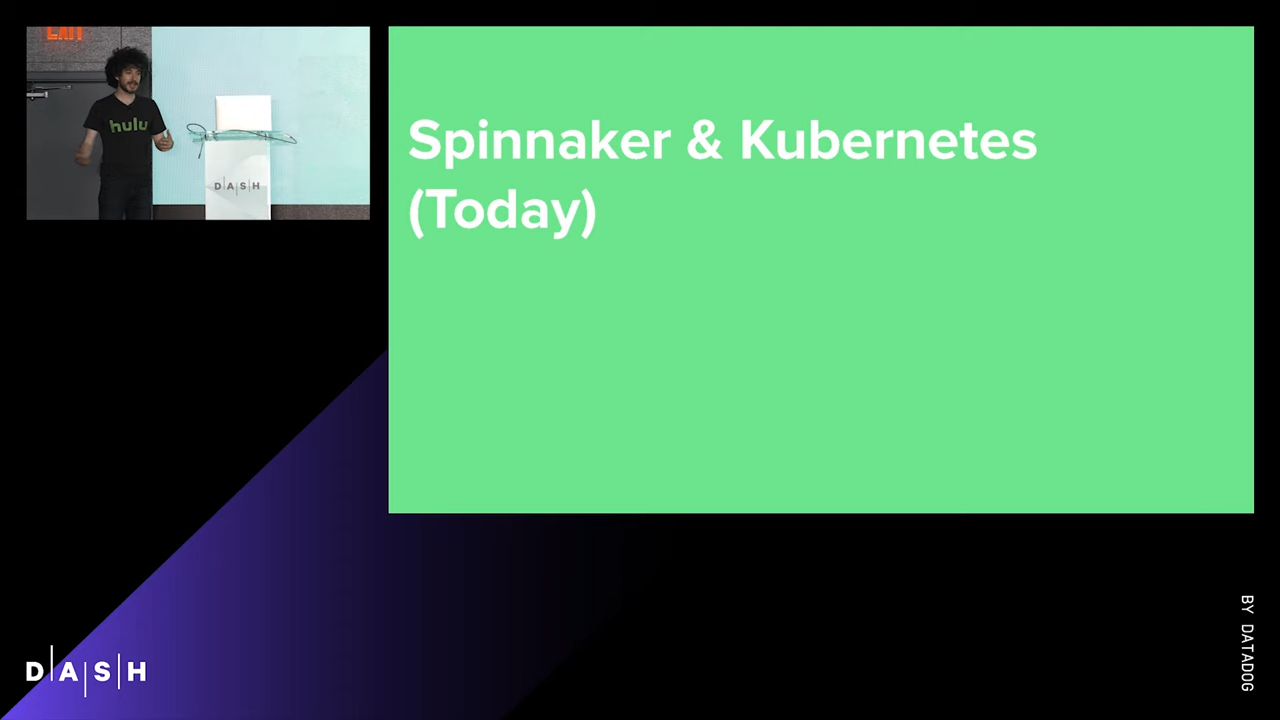 EXIT
hulu
DASH
Spinnaker & Kubernetes
(Today)
DASH
BY DATADOG